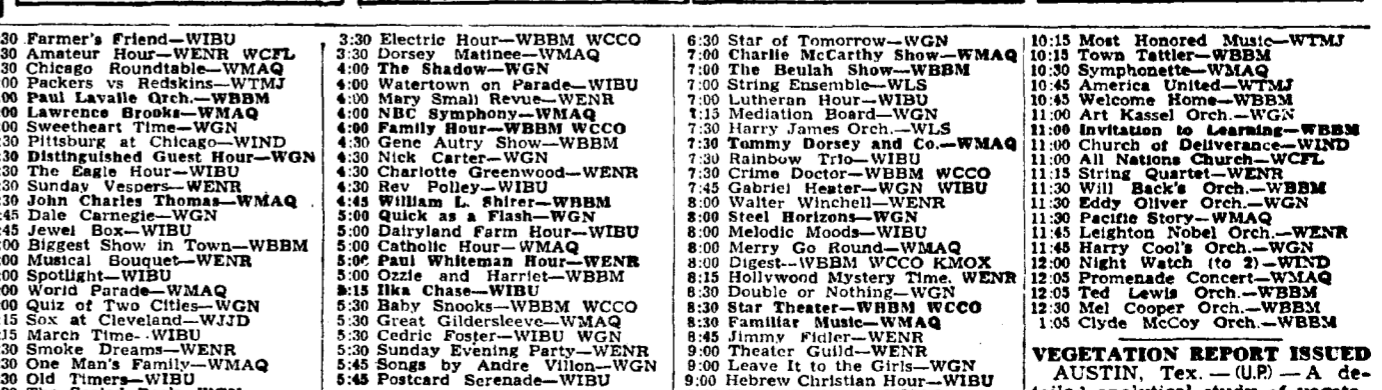 30 Farmer's Friend—WIBU
30 Amateur Hour—WENR WCFL
30 Chicago Roundtable—WMAQ
00 Packers vs Redskins—WTMJ
00 Paul Lavalle Orch.—WBBM
00 Lawrence Brooks—WMAQ
00 Sweetheart Time—WGN
30 Pittsburg at Chicago—WIND
30 Distinguished Guest Hour—WGN
30 The Eagle Hour—WIBU
30 Sunday Vespers—WENR
30 John Charles Thomas—WMAQ
45 Dale Carnegie—WGN
45 Jewel Box—WIBU
00 Biggest Show in Town—WBBM
00 Musical Bouquet—WENR
00 Spotlight—WIBU
00 World Parade—WMAQ
00 Quiz of Two Cities—WGN
15 Sox at Cleveland—WJJD
15 March Time--WIBU
30 Smoke Dreams—WENR
30 One Man's Family—WMAQ
30 Old Timers—WIBU
3:30 Electric Hour—WBBM WCCO
3:30 Dorsey Matinee—WMAQ
4:00 The Shadow—WGN
4:00 Watertown on Parade—WIBU
4:00 Mary Small Revue—WENR
4:00 NBC Symphony—WMAQ
4:00 Family Hour—WBBM WCCO
4:30 Gene Autry Show—WBBM
4:30 Nick Carter—WGN
4:30 Charlotte Greenwood—WENR
4:30 Rev Polley—WIBU
4:45 William L. Shirer—WBBM
5:00 Quick as a Flash—WGN
5:00 Dairyland Farm Hour—WIBU
5:00 Catholic Hour—WMAQ
5:00 Paul Whiteman Hour—WENR
5:00 Ozzie and Harriet—WBBM
5:15 Ilka Chase—WIBU
5:30 Baby Snooks—WBBM WCCO
5:30 Great Gildersleeve—WMAQ
5:30 Cedric Foster—WIBU WGN
5:30 Sunday Evening Party—WENR
5:45 Songs by Andre Villon—WGN
5:45 Postcard Serenade—WIBU
6:30 Star of Tomorrow—WGN
7:00 Charlie McCarthy Show—WMAQ
7:00 The Beulah Show—WBBM
7:00 String Ensemble—WLS
7:00 Lutheran Hour—WIBU
7:15 Mediation Board—WGN
7:30 Harry James Orch.—WLS
7:30 Tommy Dorsey and Co.—WMAQ
7:30 Rainbow Trio—WIBU
7:30 Crime Doctor—WBBM WCCO
7:45 Gabriel Heater—WGN WIBU
8:00 Walter Winchell—WENR
8:00 Steel Horizons—WGN
8:00 Melodic Moods—WIBU
8:00 Merry Go Round—WMAQ
8:00 Digest--WBBM WCCO KMOX
8:15 Hollywood Mystery Time. WENR
8:30 Double or Nothing—WGN
8:30 Star Theater—WBBM WCCO
8:30 Familiar Music—WMAQ
8:45 Jimmy Fidler—WENR
9:00 Theater Guild—WENR
9:00 Leave It to the Girls—WGN
9:00 Hebrew Christian Hour—WIBU
10:15 Most Honored Music—WTMJ
10:15 Town Tattler—WBBM
10:30 Symphonette—WMAQ
10:45 America United—WTMJ
10:45 Welcome Home—WBBM
11:00 Art Kassel Orch.—WGN
11:00 Invitation to Learning—WBBM
11:00 Church of Deliverance—WIND
11:00 All Nations Church—WCFL
11:15 String Quartet—WENR
11:30 Will Back's Orch.—WBBM
11:30 Eddy Oliver Orch.—WGN
11:30 Pacific Story—WMAQ
11:45 Leighton Nobel Orch.—WENR
11:45 Harry Cool's Orch.—WGN
12:00 Night Watch (to 2)—WIND
12:05 Promenade Concert—WMAQ
12:05 Ted Lewis Orch.—WBBM
12:30 Mel Cooper Orch.—WBBM
1:05 Clyde McCoy Orch.—WBBM
VEGETATION REPORT ISSUED
AUSTIN, Tex. — (U.P.) — A de-